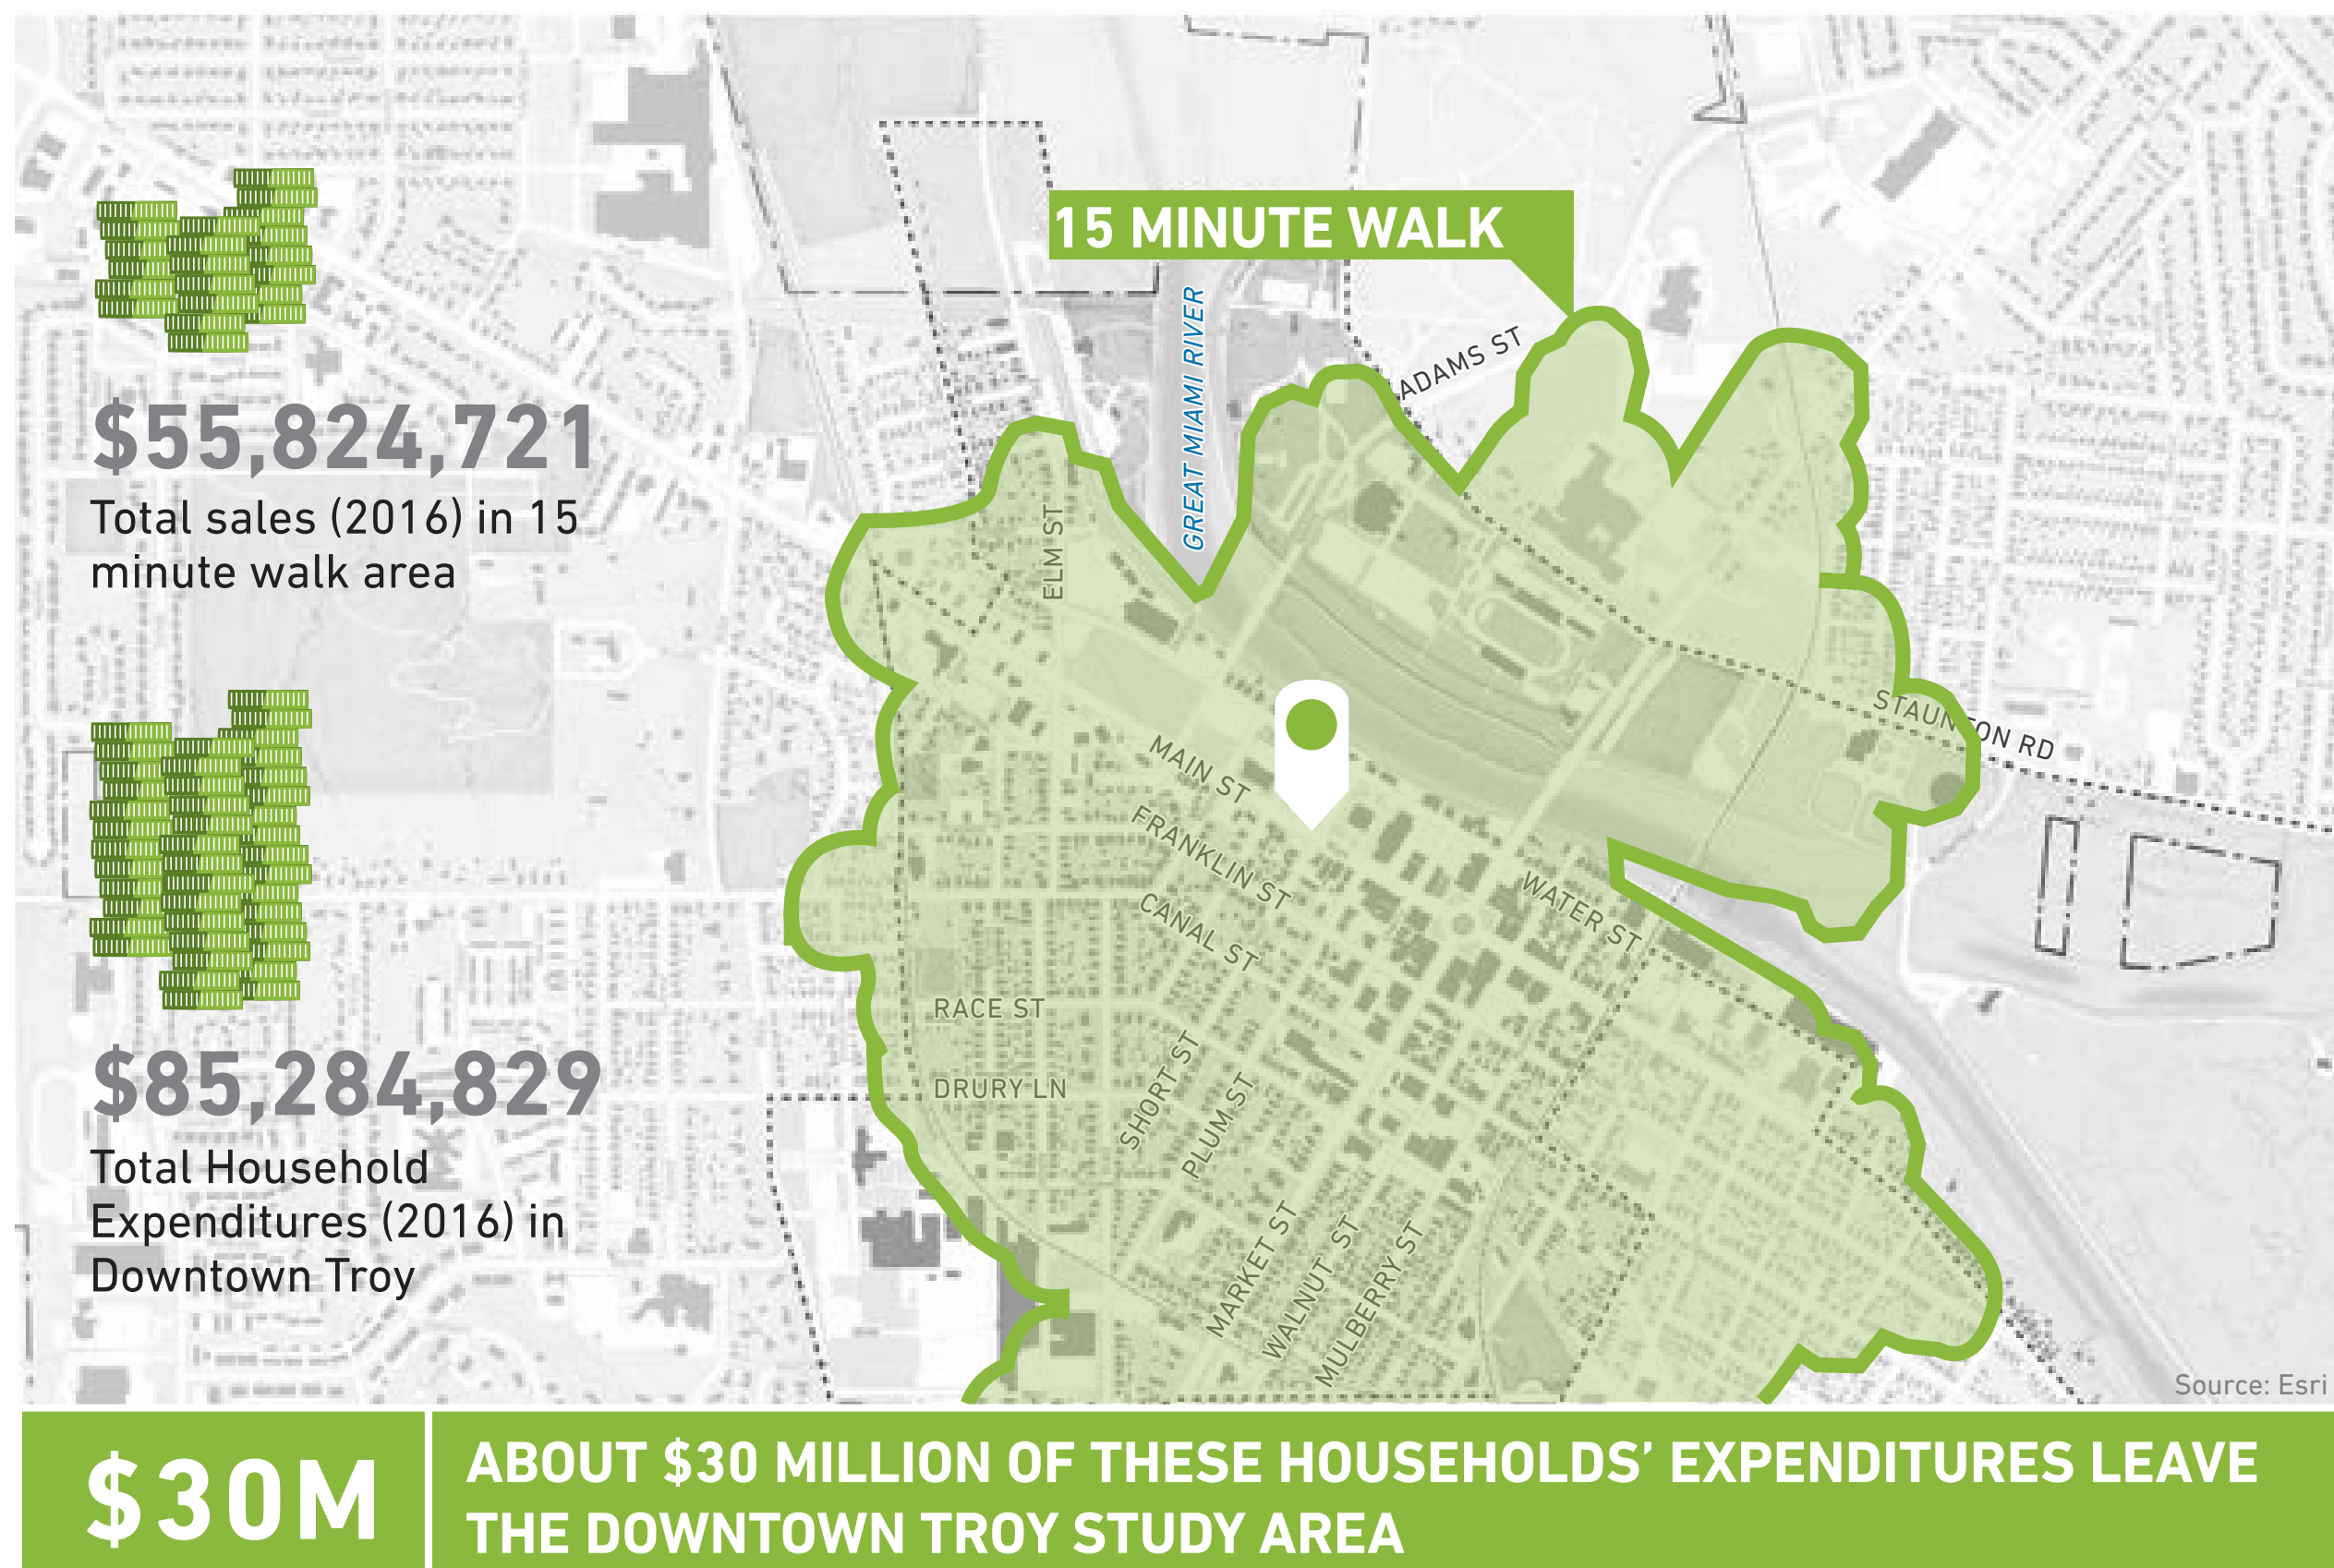 15 MINUTE WALK
GREAT MIAMI RIVER
ADAMS ST
$55,824,721
Total sales (2016) in 15
minute walk area
ELM ST
STAUNTON RD
MAIN ST
FRANKLIN ST
CANAL ST
WATER ST
RACE ST
DRURY LN
SHORT ST
PLUM ST
MARKET ST
WALNUT ST
MULBERRY ST
$85,284,829
Total Household
Expenditures (2016) in
Downtown Troy
Source: Esri
$30M
ABOUT $30 MILLION OF THESE HOUSEHOLDS’ EXPENDITURES LEAVE
THE DOWNTOWN TROY STUDY AREA